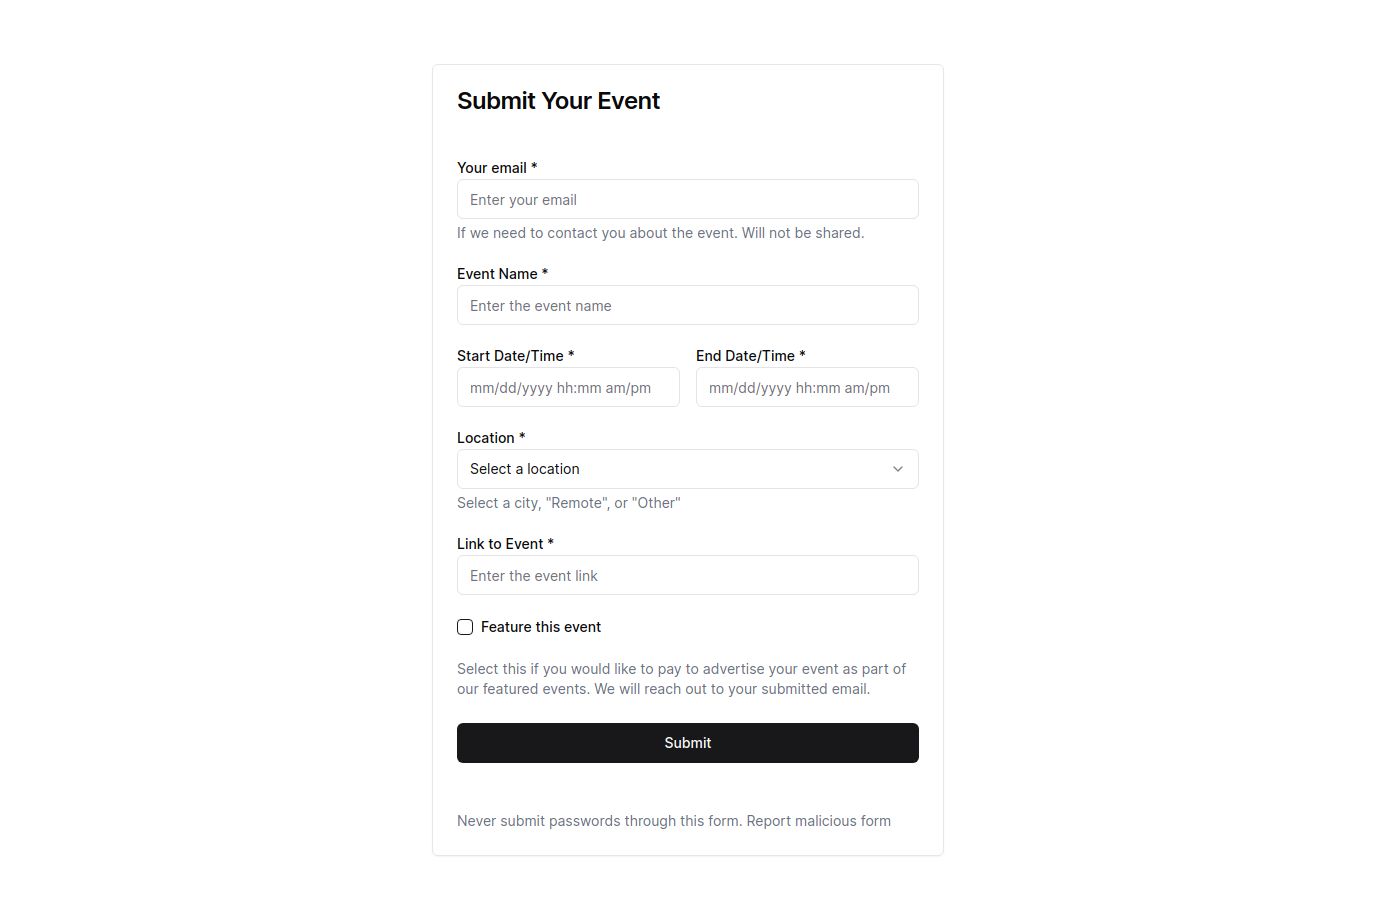 Submit Your Event
Your email *
Enter your email
If we need to contact you about the event. Will not be shared.
Event Name *
Enter the event name
Start Date/Time *
End Date/Time *
mm/dd/yyyy hh:mm am/pm
mm/dd/yyyy hh:mm am/pm
Location *
Select a location
Select a city, "Remote", or "Other"
Link to Event *
Enter the event link
Feature this event
Select this if you would like to pay to advertise your event as part of
our featured events. We will reach out to your submitted email.
Submit
Never submit passwords through this form. Report malicious form